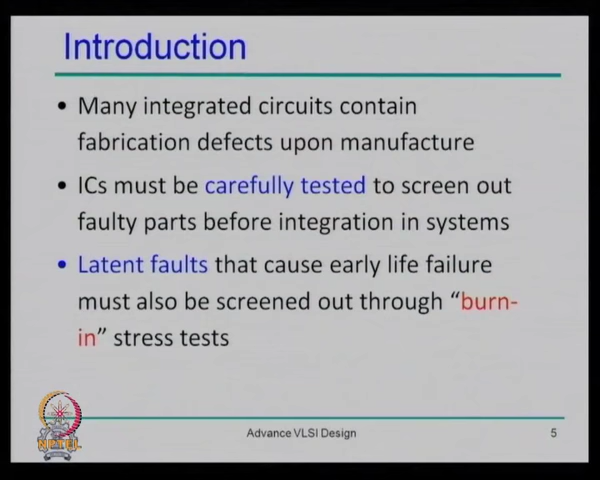 Introduction
• Many integrated circuits contain
fabrication defects upon manufacture
• ICs must be carefully tested to screen out
faulty parts before integration in systems
• Latent faults that cause early life failure
must also be screened out through “burn-
in” stress tests
NPTEL
Advance VLSI Design
5